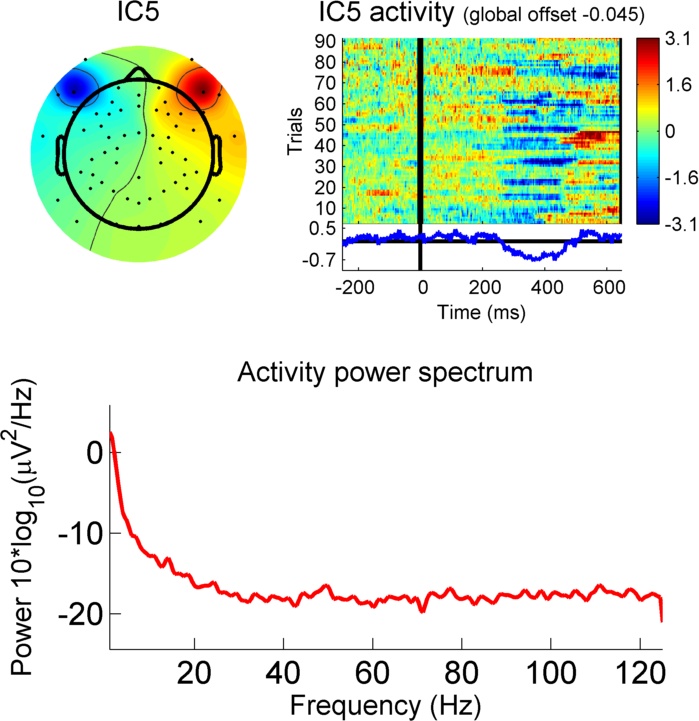 IC5
IC5 activity (global offset -0.045)
Trials
90
80
70
60
50
40
30
20
10
0.5
-0.7
-200 0 200 400 600
Time (ms)
3.1
1.6
0
-1.6
-3.1
Activity power spectrum
Power 10*log₁₀(μV²/Hz)
0
-10
-20
20 40 60 80 100 120
Frequency (Hz)